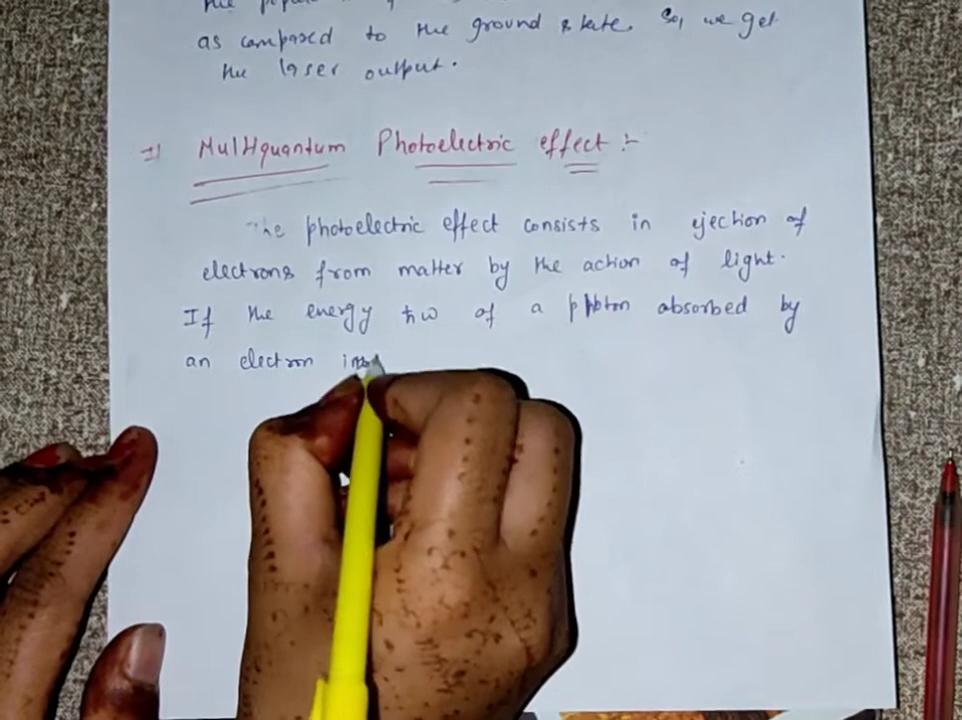 the
as compared to the ground state. So, we get
the laser output.
Multiquantum Photoelectric effect :-
The photoelectric effect consists in ejection of
electrons from matter by the action of light.
If the energy ħω of a photon absorbed by
an electron in